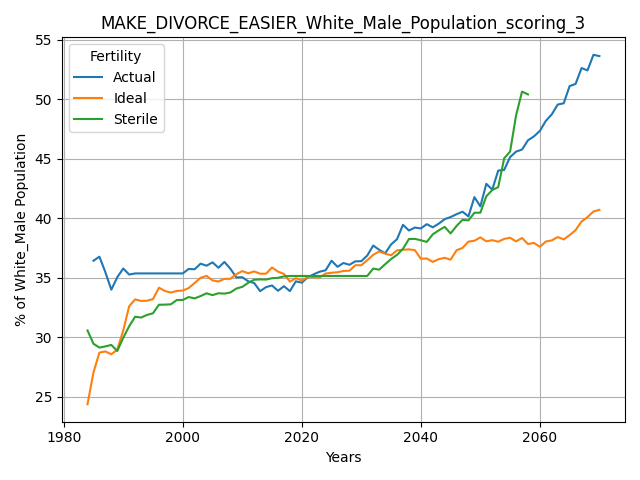 MAKE_DIVORCE_EASIER_White_Male_Population_scoring_3
Fertility
Actual
Ideal
Sterile
% of White_Male Population
55
50
45
40
35
30
25
1980
2000
2020
2040
2060
Years